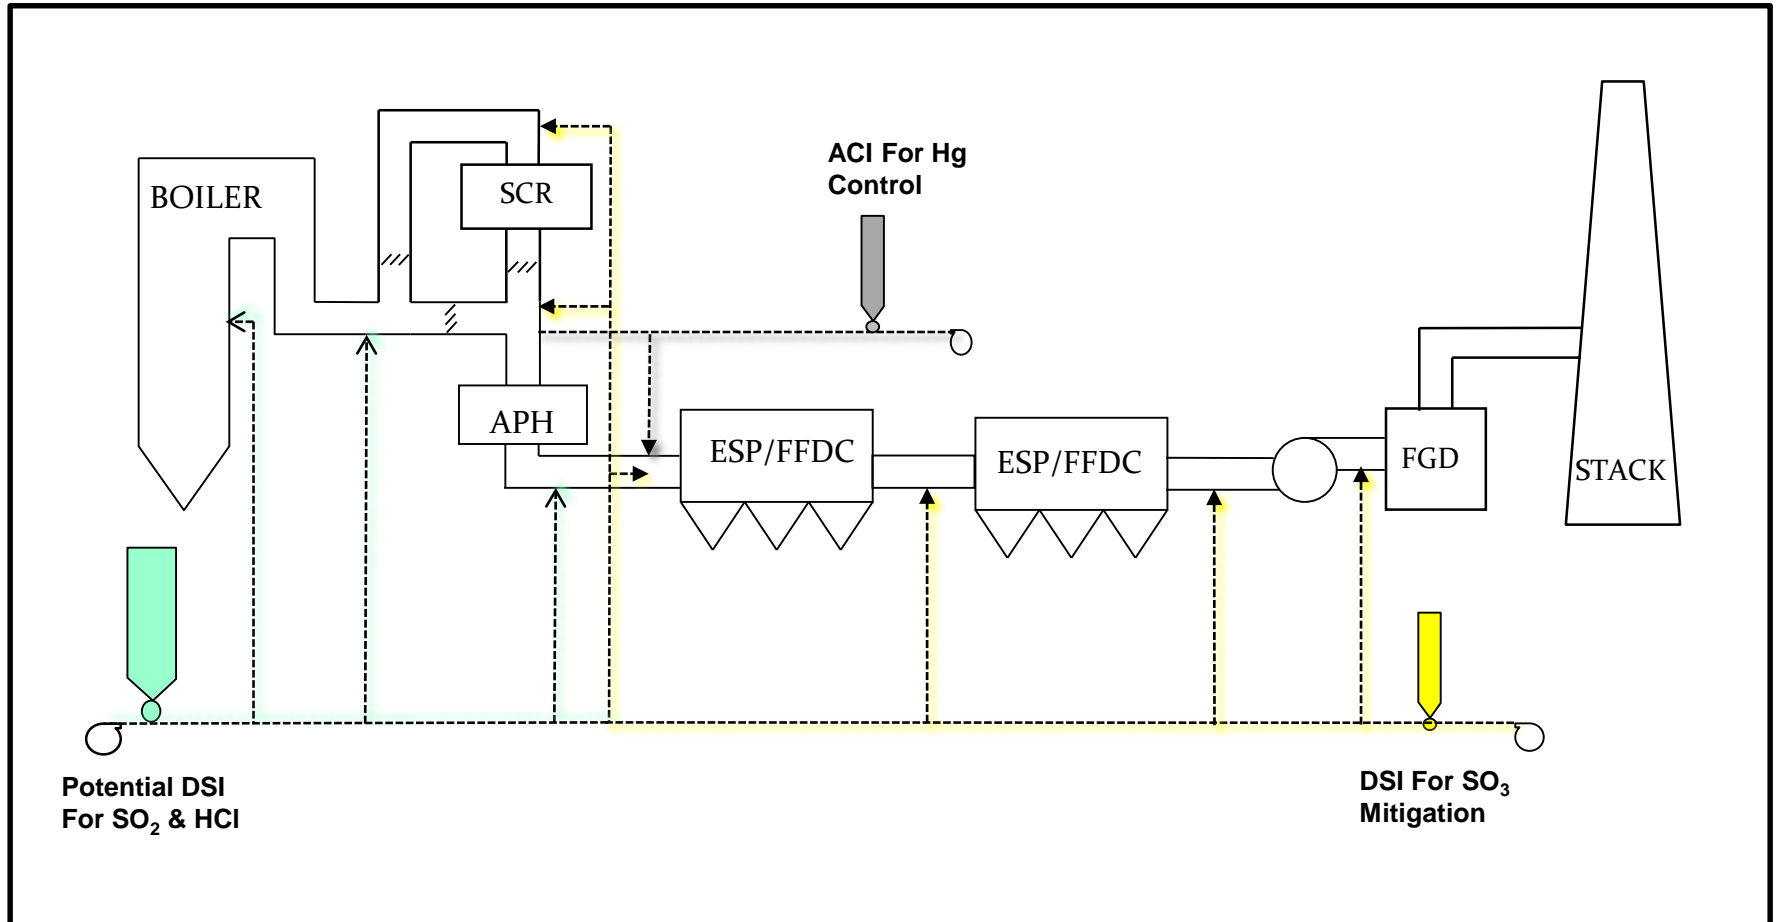 BOILER
SCR
ACI For Hg
Control
APH
ESP/FFDC
ESP/FFDC
FGD
STACK
Potential DSI
For SO₂ & HCl
DSI For SO₃
Mitigation